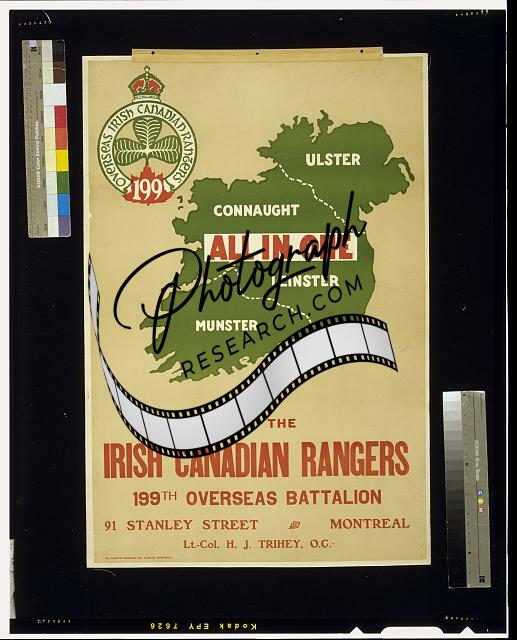 OVERSEAS IRISH CANADIAN RANGERS
199
ULSTER
CONNAUGHT
ALL IN ONE
LEINSTER
MUNSTER
Photograph
RESEARCH.COM
THE
IRISH CANADIAN RANGERS
199TH OVERSEAS BATTALION
91 STANLEY STREET MONTREAL
Lt.-Col. H. J. TRIHEY, O.C.
Kodak EPY 7626